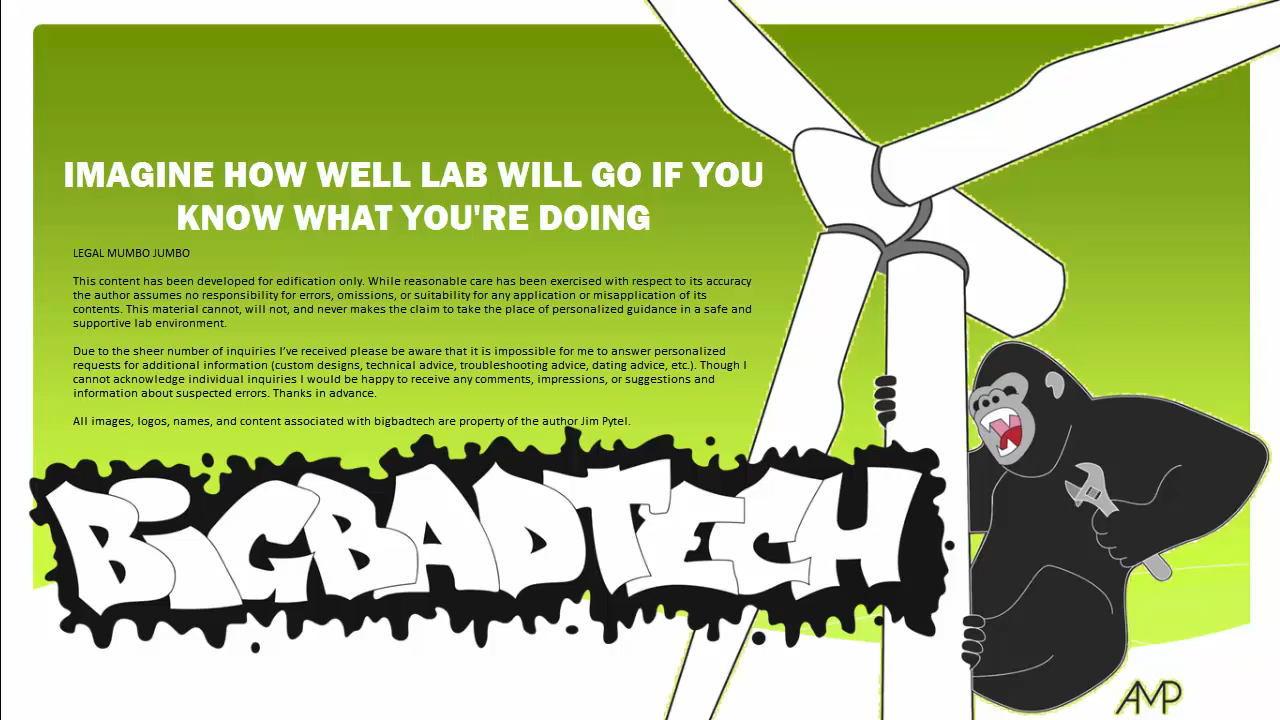 IMAGINE HOW WELL LAB WILL GO IF YOU
KNOW WHAT YOU'RE DOING
LEGAL MUMBO JUMBO
This content has been developed for edification only. While reasonable care has been exercised with respect to its accuracy
the author assumes no responsibility for errors, omissions, or suitability for any application or misapplication of its
contents. This material cannot, will not, and never makes the claim to take the place of personalized guidance in a safe and
supportive lab environment.
Due to the sheer number of inquiries I've received please be aware that it is impossible for me to answer personalized
requests for additional information (custom designs, technical advice, troubleshooting advice, dating advice, etc.). Though I
cannot acknowledge individual inquiries I would be happy to receive any comments, impressions, or suggestions and
information about suspected errors. Thanks in advance.
All images, logos, names, and content associated with bigbadtech are property of the author Jim Pytel.
BiGBADTECH
AMP